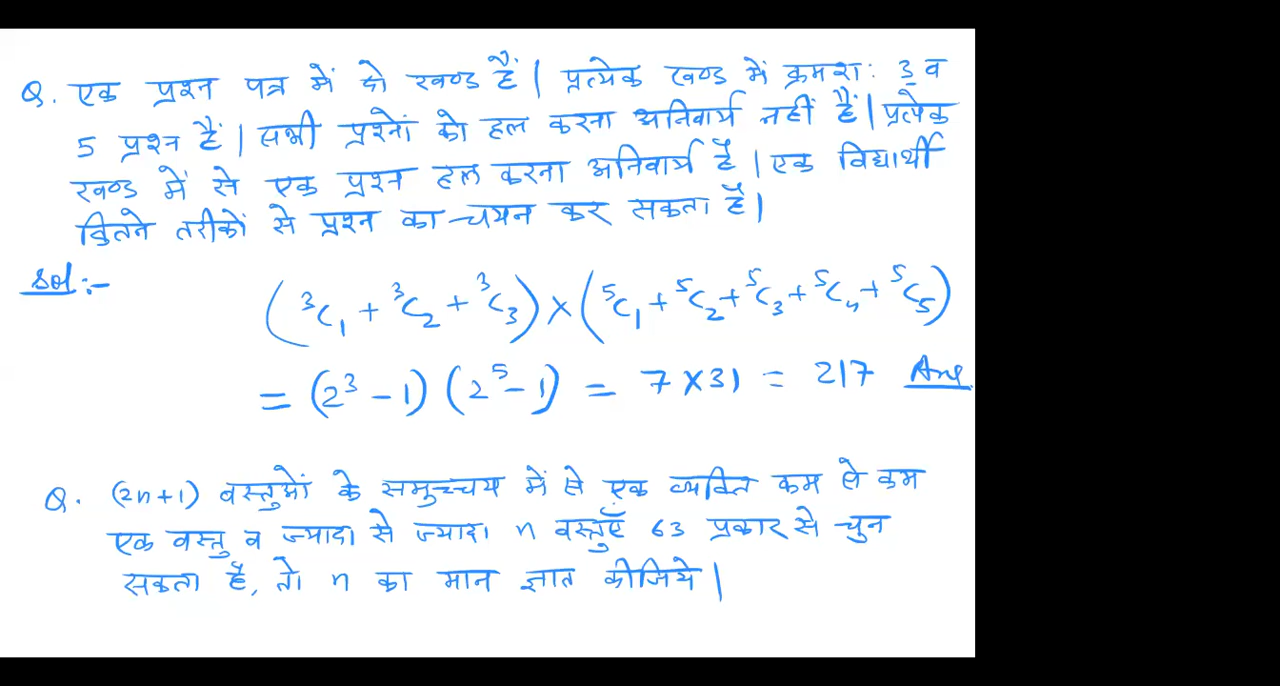 Q. एक प्रश्न पत्र में दो खण्ड हैं | प्रत्येक खण्ड में क्रमशः 3 व
5 प्रश्न हैं | सभी प्रश्नों को हल करना अनिवार्य नहीं हैं | प्रत्येक
खण्ड में से एक प्रश्न हल करना अनिवार्य है | एक विद्यार्थी
कितने तरीकों से प्रश्न का चयन कर सकता है |
Sol :-
(³C₁ + ³C₂ + ³C₃) × (⁵C₁ + ⁵C₂ + ⁵C₃ + ⁵C₄ + ⁵C₅)
= (2³ - 1) (2⁵ - 1) = 7 × 31 = 217 Ans
Q. (2n+1) वस्तुओं के समुच्चय में से एक व्यक्ति कम से कम
एक वस्तु व ज्यादा से ज्यादा n वस्तुएँ 63 प्रकार से चुन
सकता है, तो n का मान ज्ञात कीजिये |